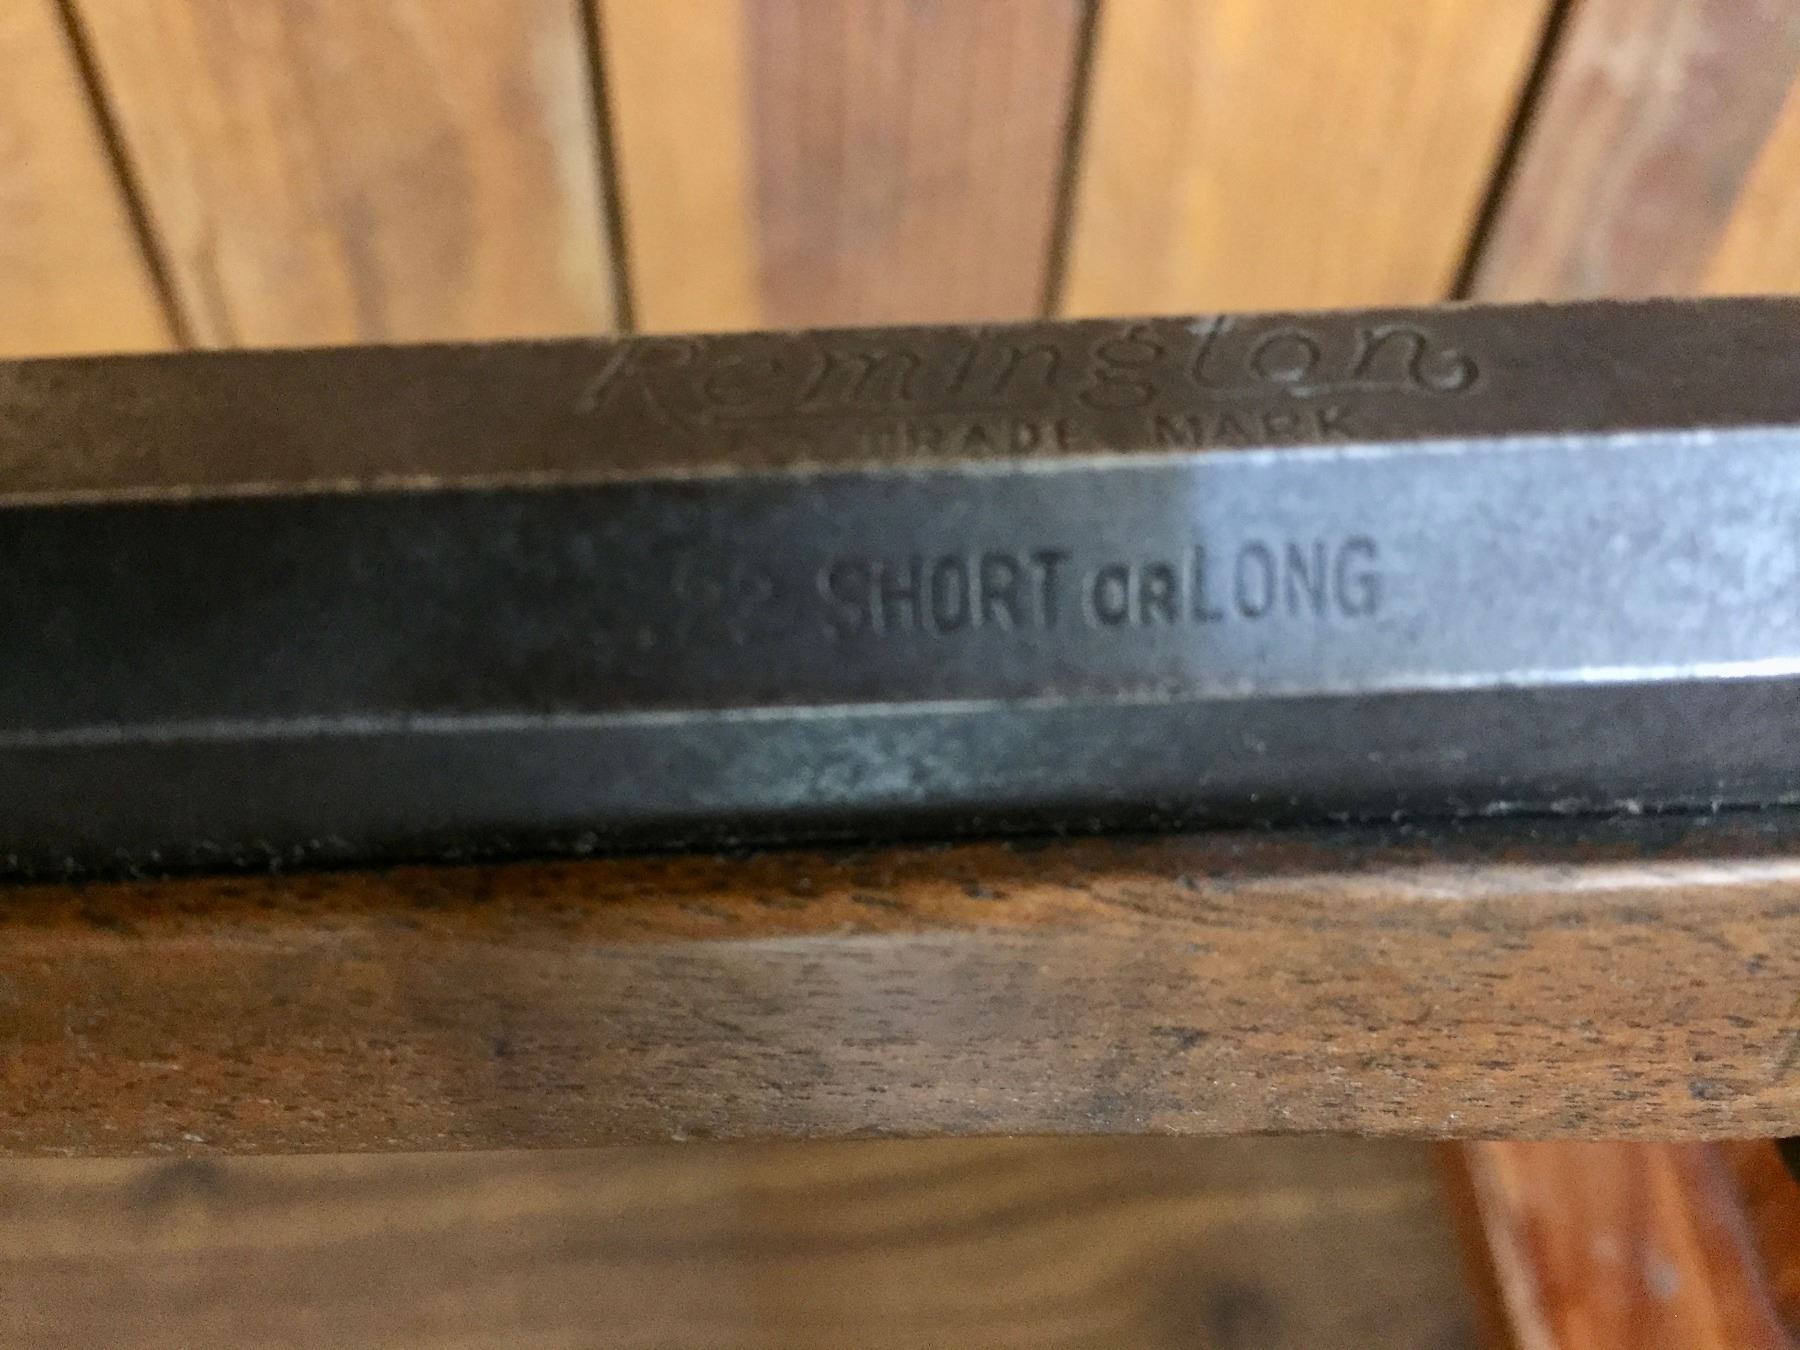 Remington
TRADE MARK
22 SHORT OR LONG